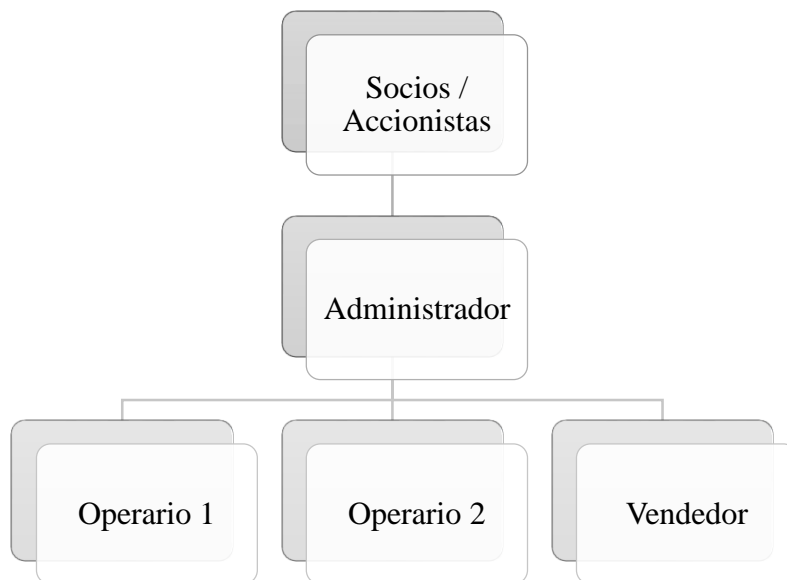 Socios /
Accionistas
Administrador
Operario 1
Operario 2
Vendedor